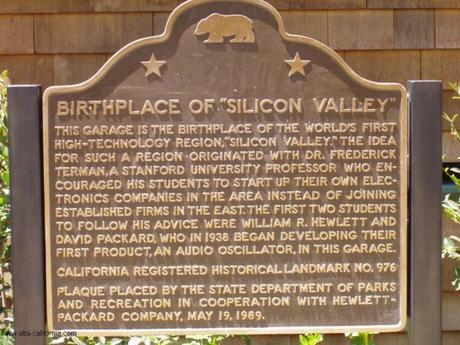 BIRTHPLACE OF "SILICON VALLEY"
THIS GARAGE IS THE BIRTHPLACE OF THE WORLD'S FIRST
HIGH-TECHNOLOGY REGION, "SILICON VALLEY." THE IDEA
FOR SUCH A REGION ORIGINATED WITH DR. FREDERICK
TERMAN, A STANFORD UNIVERSITY PROFESSOR WHO EN-
COURAGED HIS STUDENTS TO START UP THEIR OWN ELEC-
TRONICS COMPANIES IN THE AREA INSTEAD OF JOINING
ESTABLISHED FIRMS IN THE EAST. THE FIRST TWO STUDENTS
TO FOLLOW HIS ADVICE WERE WILLIAM R. HEWLETT AND
DAVID PACKARD, WHO IN 1938 BEGAN DEVELOPING THEIR
FIRST PRODUCT, AN AUDIO OSCILLATOR, IN THIS GARAGE.
CALIFORNIA REGISTERED HISTORICAL LANDMARK NO. 976
PLAQUE PLACED BY THE STATE DEPARTMENT OF PARKS
AND RECREATION IN COOPERATION WITH HEWLETT-
PACKARD COMPANY, MAY 19, 1989.
www.alta-california.com